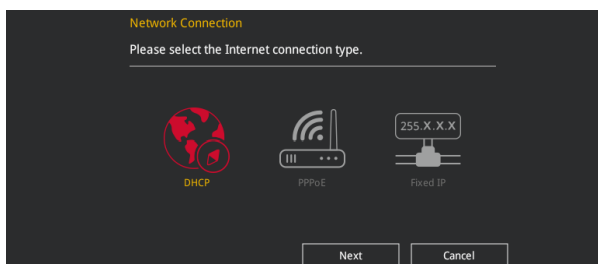 Network Connection
Please select the Internet connection type.
255.X.X.X
DHCP PPPoE Fixed IP
Next Cancel